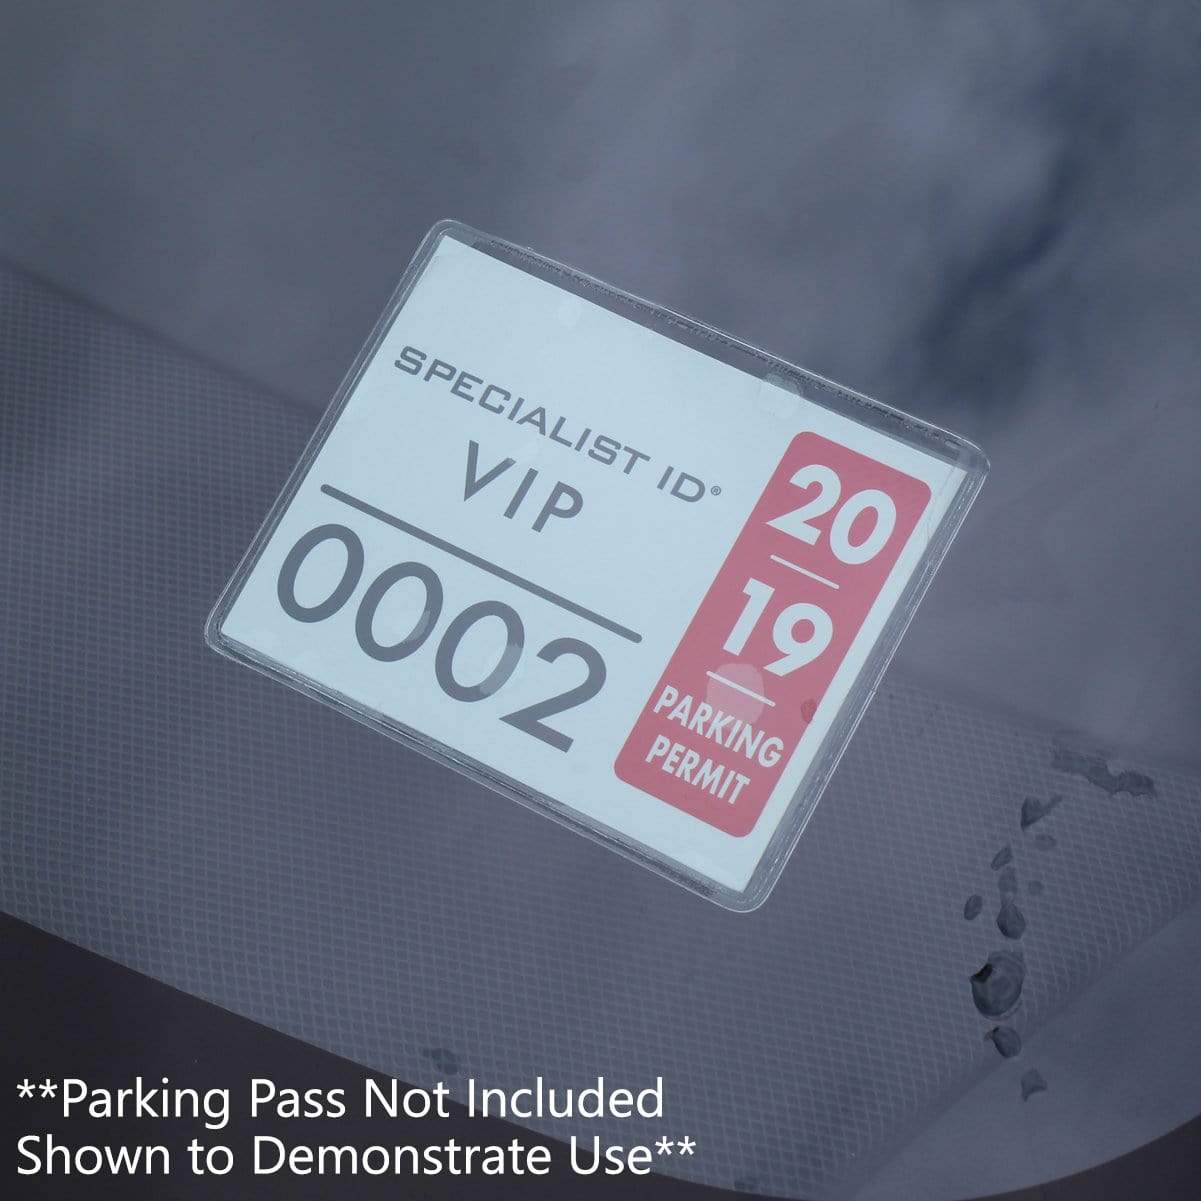 SPECIALIST ID®
VIP
0002
20
19
PARKING
PERMIT
**Parking Pass Not Included
Shown to Demonstrate Use**